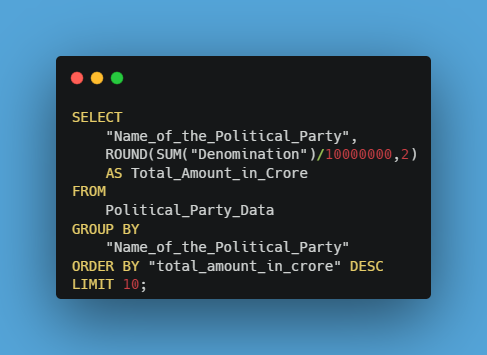 SELECT
    "Name_of_the_Political_Party",
    ROUND(SUM("Denomination")/10000000,2)
    AS Total_Amount_in_Crore
FROM
    Political_Party_Data
GROUP BY
    "Name_of_the_Political_Party"
ORDER BY "total_amount_in_crore" DESC
LIMIT 10;